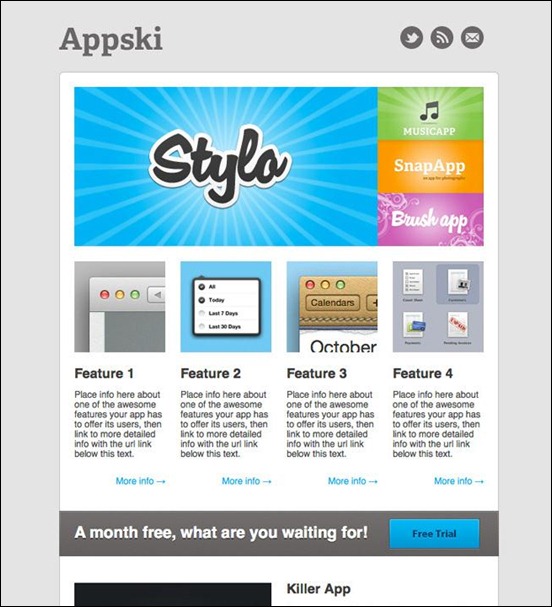 Appski
Stylo
MUSICAPP
SnapApp
an app for photographs
Brush app
All
Today
Last 7 Days
Last 30 Days
Calendars +
October
Payments
Pending Invoices
Feature 1
Place info here about
one of the awesome
features your app has
to offer its users, then
link to more detailed
info with the url link
below this text.
More info →
Feature 2
Place info here about
one of the awesome
features your app has
to offer its users, then
link to more detailed
info with the url link
below this text.
More info →
Feature 3
Place info here about
one of the awesome
features your app has
to offer its users, then
link to more detailed
info with the url link
below this text.
More info →
Feature 4
Place info here about
one of the awesome
features your app has
to offer its users, then
link to more detailed
info with the url link
below this text.
More info →
A month free, what are you waiting for!
Free Trial
Killer App